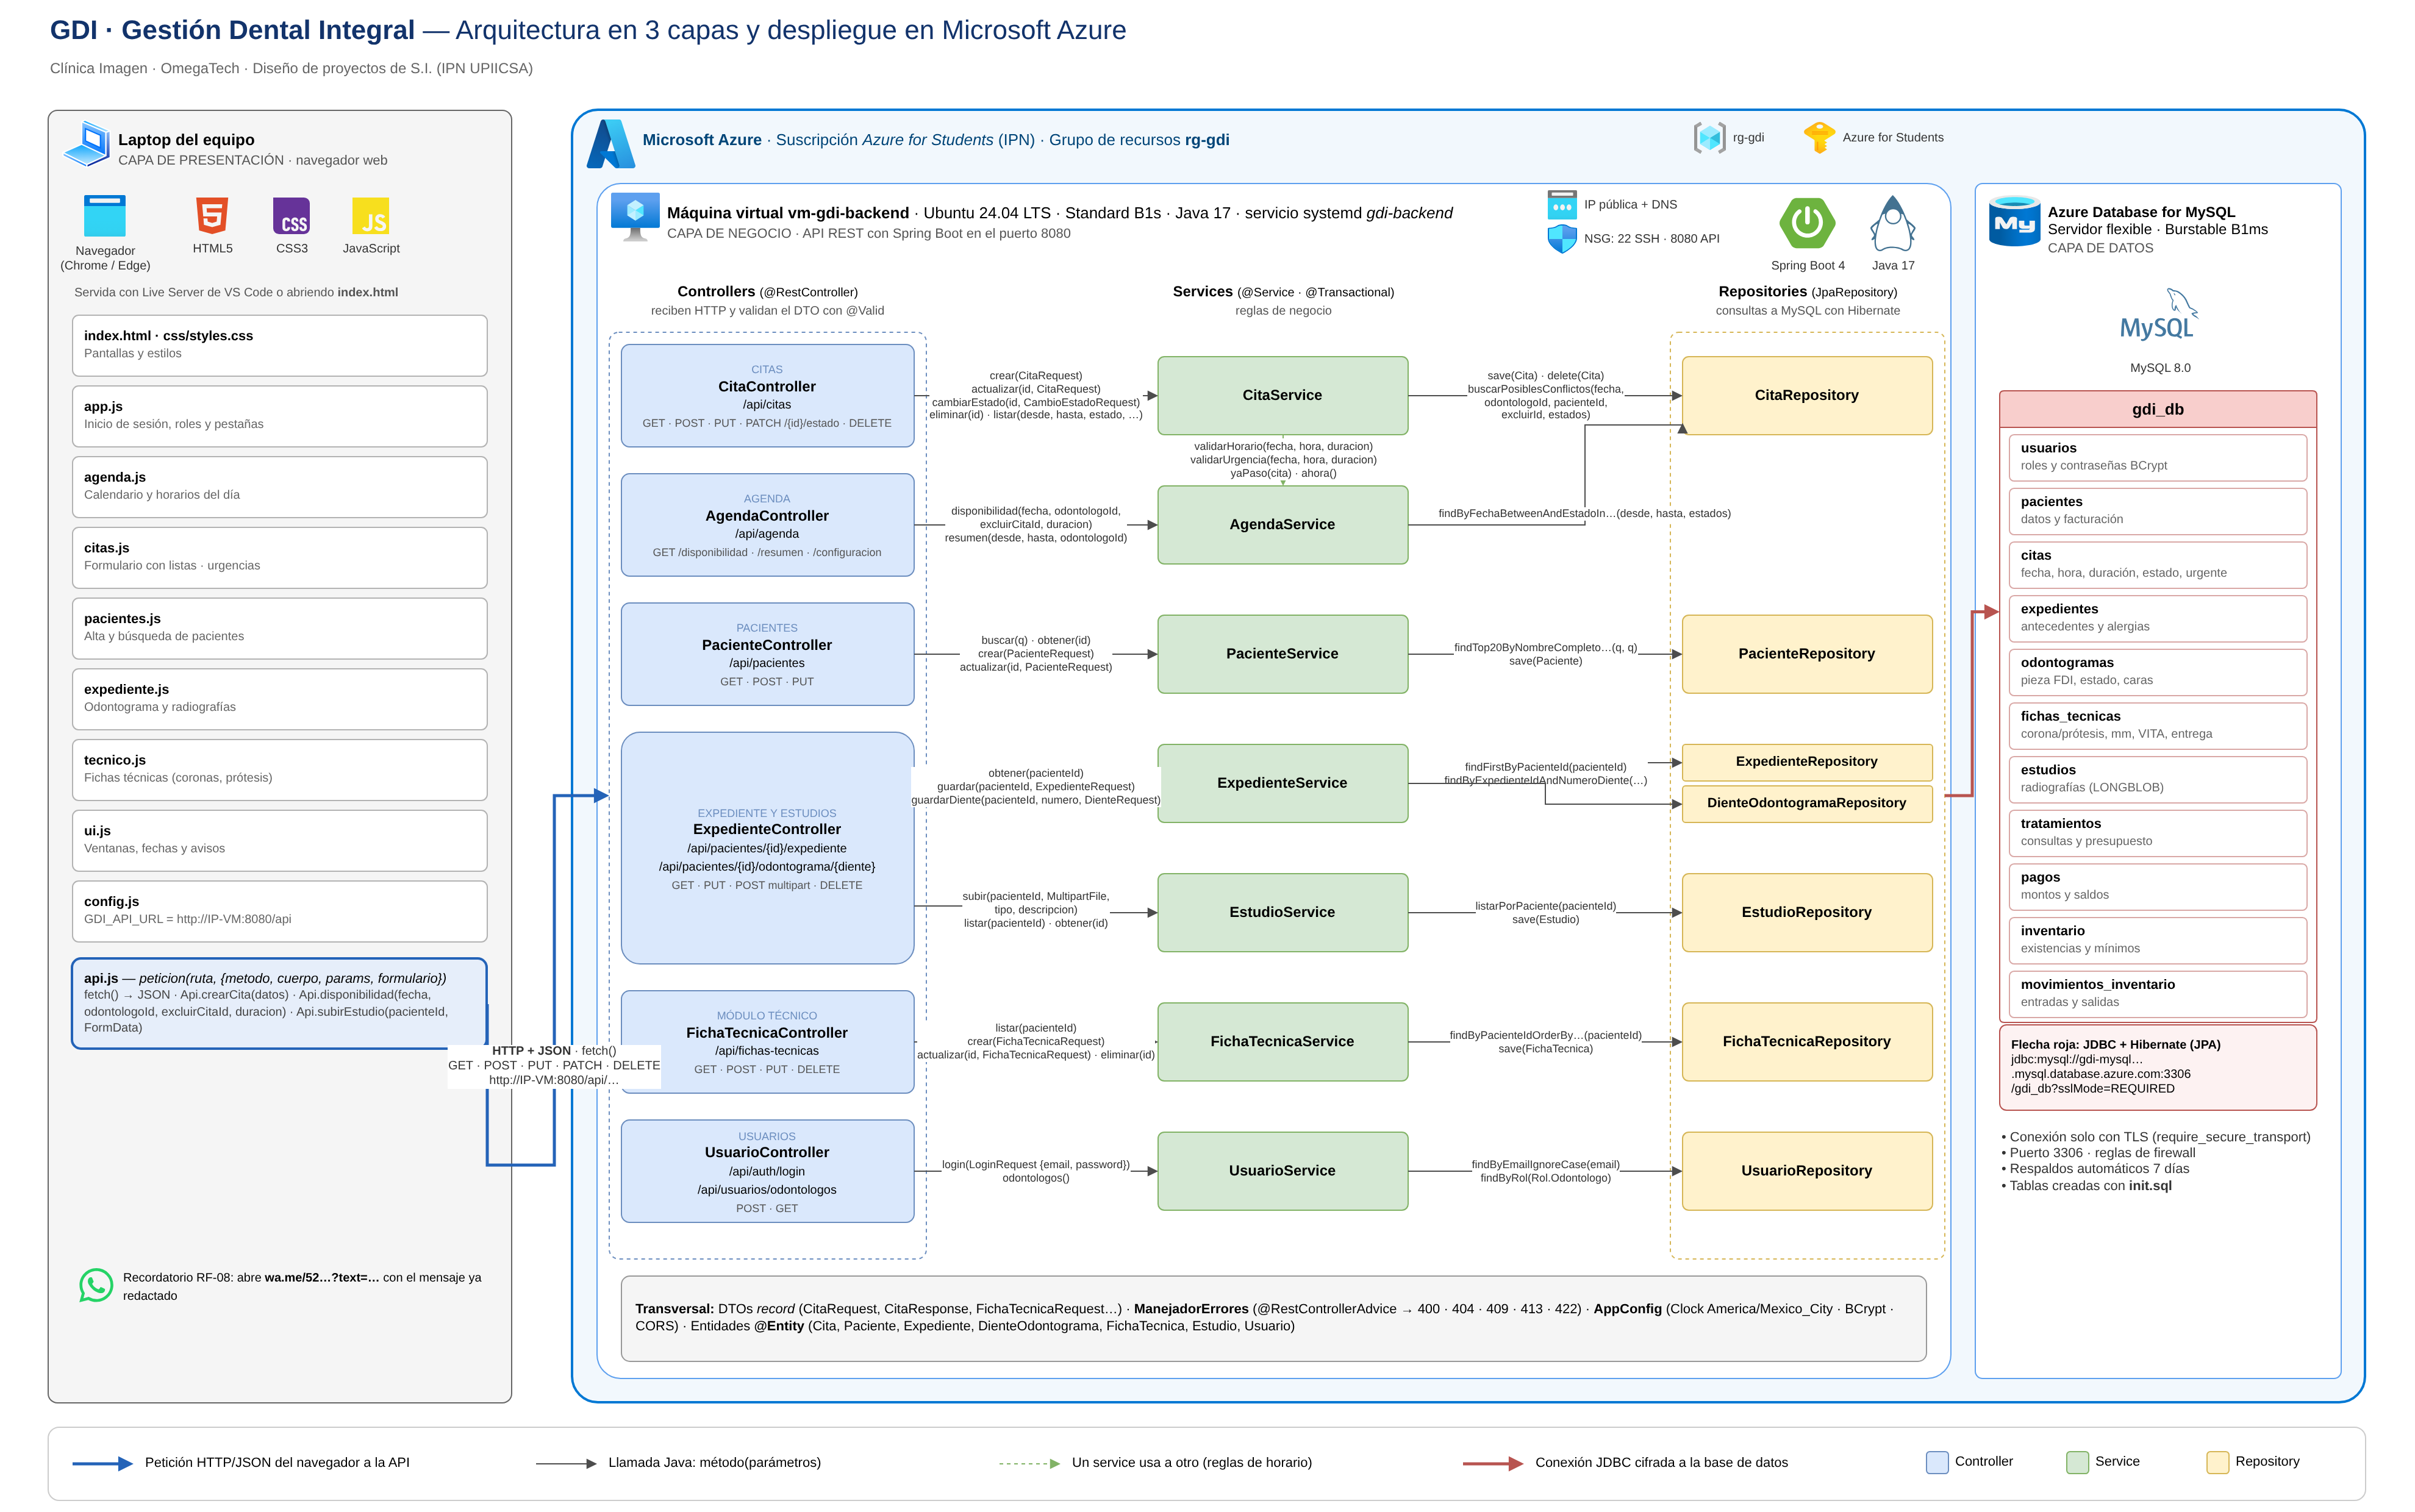 GDI · Gestión Dental Integral — Arquitectura en 3 capas y despliegue en Microsoft Azure
Clínica Imagen · OmegaTech · Diseño de proyectos de S.I. (IPN UPIICSA)
Laptop del equipo
CAPA DE PRESENTACIÓN · navegador web
Navegador
(Chrome / Edge)
HTML5
CSS
CSS3
JS
JavaScript
Servida con Live Server de VS Code o abriendo index.html
index.html · css/styles.css
Pantallas y estilos
app.js
Inicio de sesión, roles y pestañas
agenda.js
Calendario y horarios del día
citas.js
Formulario con listas · urgencias
pacientes.js
Alta y búsqueda de pacientes
expediente.js
Odontograma y radiografías
tecnico.js
Fichas técnicas (coronas, prótesis)
ui.js
Ventanas, fechas y avisos
config.js
GDI_API_URL = http://IP-VM:8080/api
api.js — peticion(ruta, {metodo, cuerpo, params, formulario})
fetch() → JSON · Api.crearCita(datos) · Api.disponibilidad(fecha,
odontologoId, excluirCitaId, duracion) · Api.subirEstudio(pacienteId,
FormData)
HTTP + JSON · fetch()
GET · POST · PUT · PATCH · DELETE
http://IP-VM:8080/api/…
Recordatorio RF-08: abre wa.me/52…?text=… con el mensaje ya
redactado
Microsoft Azure · Suscripción Azure for Students (IPN) · Grupo de recursos rg-gdi
rg-gdi
Azure for Students
Máquina virtual vm-gdi-backend · Ubuntu 24.04 LTS · Standard B1s · Java 17 · servicio systemd gdi-backend
CAPA DE NEGOCIO · API REST con Spring Boot en el puerto 8080
IP pública + DNS
NSG: 22 SSH · 8080 API
Spring Boot 4
Java 17
Controllers (@RestController)
reciben HTTP y validan el DTO con @Valid
Services (@Service · @Transactional)
reglas de negocio
Repositories (JpaRepository)
consultas a MySQL con Hibernate
CITAS
CitaController
/api/citas
GET · POST · PUT · PATCH /{id}/estado · DELETE
crear(CitaRequest)
actualizar(id, CitaRequest)
cambiarEstado(id, CambioEstadoRequest)
eliminar(id) · listar(desde, hasta, estado, …)
CitaService
save(Cita) · delete(Cita)
buscarPosiblesConflictos(fecha,
odontologoId, pacienteId,
excluirId, estados)
CitaRepository
validarHorario(fecha, hora, duracion)
validarUrgencia(fecha, hora, duracion)
yaPaso(cita) · ahora()
AGENDA
AgendaController
/api/agenda
GET /disponibilidad · /resumen · /configuracion
disponibilidad(fecha, odontologoId,
excluirCitaId, duracion)
resumen(desde, hasta, odontologoId)
AgendaService
findByFechaBetweenAndEstadoIn…(desde, hasta, estados)
PACIENTES
PacienteController
/api/pacientes
GET · POST · PUT
buscar(q) · obtener(id)
crear(PacienteRequest)
actualizar(id, PacienteRequest)
PacienteService
findTop20ByNombreCompleto…(q, q)
save(Paciente)
PacienteRepository
EXPEDIENTE Y ESTUDIOS
ExpedienteController
/api/pacientes/{id}/expediente
/api/pacientes/{id}/odontograma/{diente}
GET · PUT · POST multipart · DELETE
obtener(pacienteId)
guardar(pacienteId, ExpedienteRequest)
guardarDiente(pacienteId, numero, DienteRequest)
ExpedienteService
findFirstByPacienteId(pacienteId)
findByExpedienteIdAndNumeroDiente(…)
ExpedienteRepository
DienteOdontogramaRepository
subir(pacienteId, MultipartFile,
tipo, descripcion)
listar(pacienteId) · obtener(id)
EstudioService
listarPorPaciente(pacienteId)
save(Estudio)
EstudioRepository
MÓDULO TÉCNICO
FichaTecnicaController
/api/fichas-tecnicas
GET · POST · PUT · DELETE
listar(pacienteId)
crear(FichaTecnicaRequest)
actualizar(id, FichaTecnicaRequest) · eliminar(id)
FichaTecnicaService
findByPacienteIdOrderBy…(pacienteId)
save(FichaTecnica)
FichaTecnicaRepository
USUARIOS
UsuarioController
/api/auth/login
/api/usuarios/odontologos
POST · GET
login(LoginRequest {email, password})
odontologos()
UsuarioService
findByEmailIgnoreCase(email)
findByRol(Rol.Odontologo)
UsuarioRepository
Transversal: DTOs record (CitaRequest, CitaResponse, FichaTecnicaRequest…) · ManejadorErrores (@RestControllerAdvice → 400 · 404 · 409 · 413 · 422) · AppConfig (Clock America/Mexico_City · BCrypt ·
CORS) · Entidades @Entity (Cita, Paciente, Expediente, DienteOdontograma, FichaTecnica, Estudio, Usuario)
My
Azure Database for MySQL
Servidor flexible · Burstable B1ms
CAPA DE DATOS
MySQL
MySQL 8.0
gdi_db
usuarios
roles y contraseñas BCrypt
pacientes
datos y facturación
citas
fecha, hora, duración, estado, urgente
expedientes
antecedentes y alergias
odontogramas
pieza FDI, estado, caras
fichas_tecnicas
corona/prótesis, mm, VITA, entrega
estudios
radiografías (LONGBLOB)
tratamientos
consultas y presupuesto
pagos
montos y saldos
inventario
existencias y mínimos
movimientos_inventario
entradas y salidas
Flecha roja: JDBC + Hibernate (JPA)
jdbc:mysql://gdi-mysql…
.mysql.database.azure.com:3306
/gdi_db?sslMode=REQUIRED
• Conexión solo con TLS (require_secure_transport)
• Puerto 3306 · reglas de firewall
• Respaldos automáticos 7 días
• Tablas creadas con init.sql
Petición HTTP/JSON del navegador a la API
Llamada Java: método(parámetros)
Un service usa a otro (reglas de horario)
Conexión JDBC cifrada a la base de datos
Controller
Service
Repository